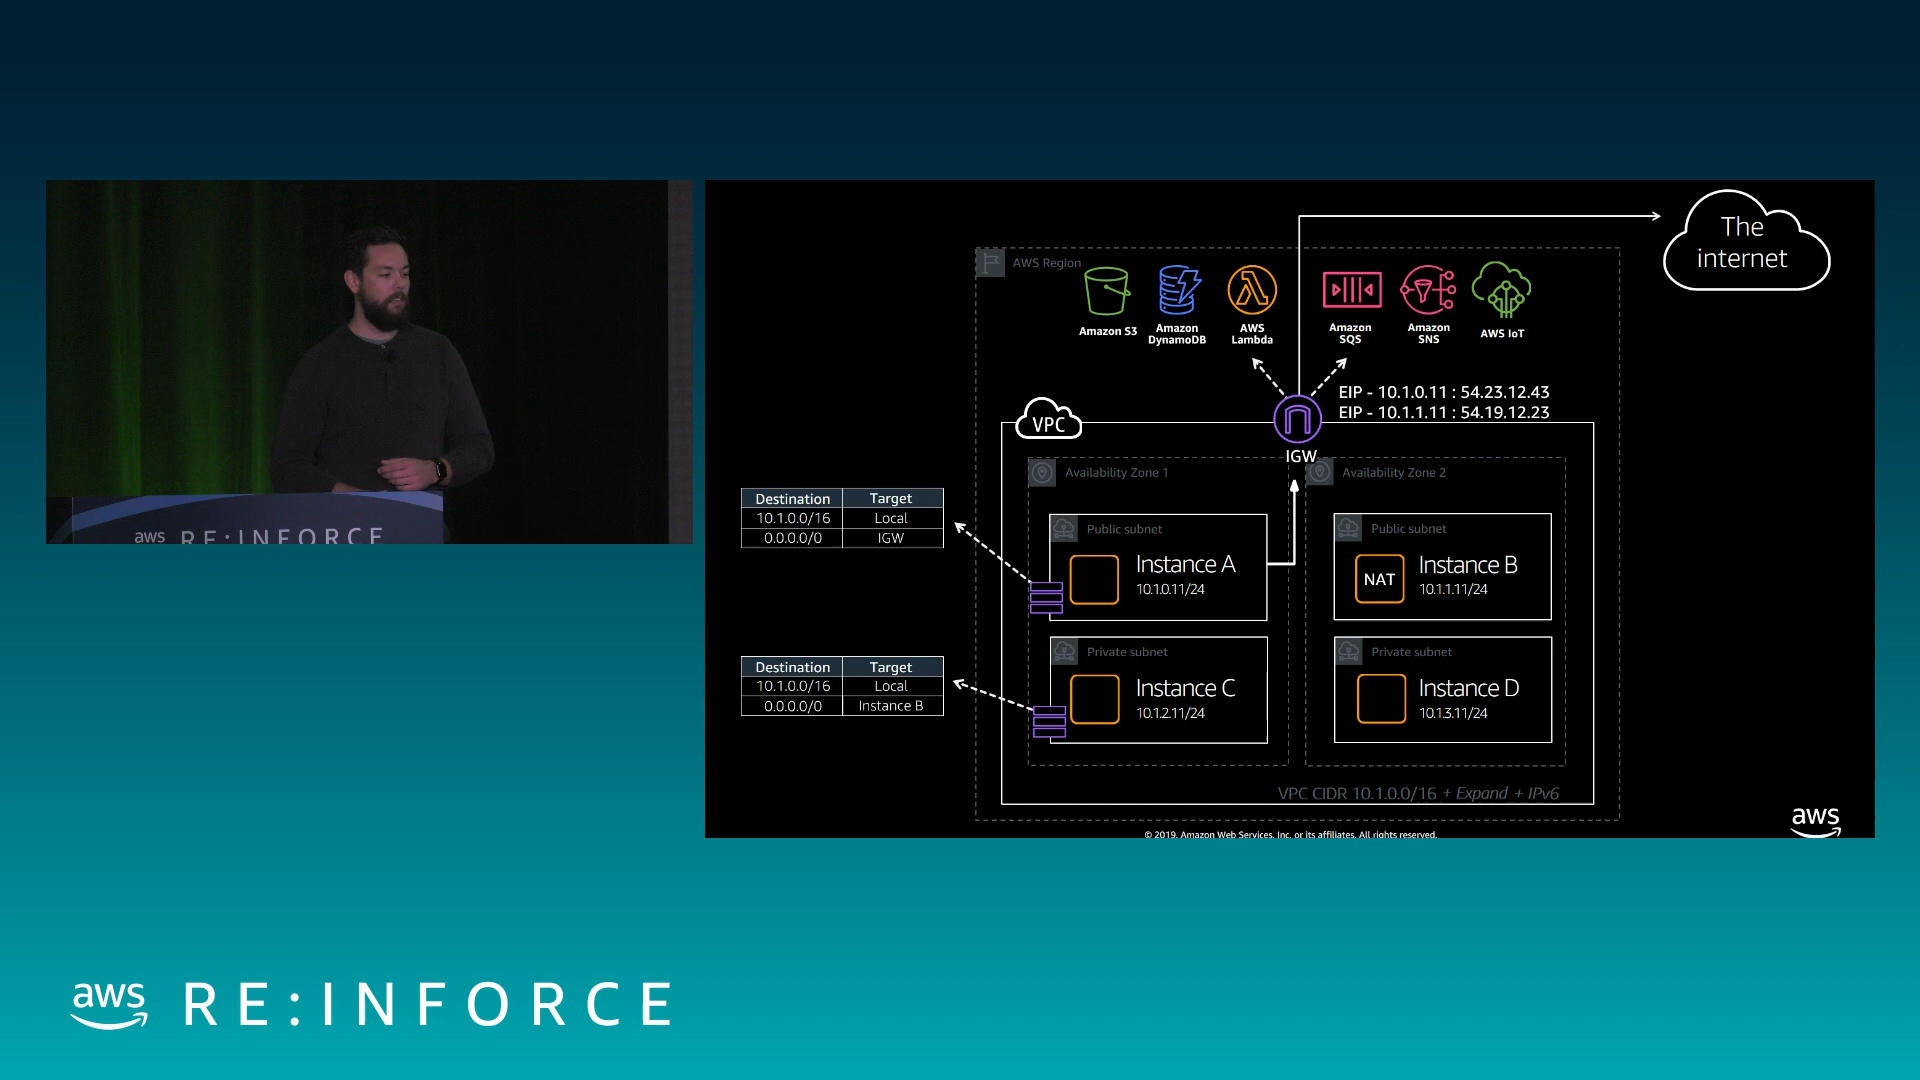 aws RE:INFORCE
The
internet
AWS Region
Amazon S3
Amazon
DynamoDB
AWS
Lambda
Amazon
SQS
Amazon
SNS
AWS IoT
EIP - 10.1.0.11 : 54.23.12.43
EIP - 10.1.1.11 : 54.19.12.23
VPC
IGW
Availability Zone 1
Availability Zone 2
Destination Target
10.1.0.0/16 Local
0.0.0.0/0 IGW
Public subnet
Instance A
10.1.0.11/24
Public subnet
NAT
Instance B
10.1.1.11/24
Destination Target
10.1.0.0/16 Local
0.0.0.0/0 Instance B
Private subnet
Instance C
10.1.2.11/24
Private subnet
Instance D
10.1.3.11/24
VPC CIDR 10.1.0.0/16 + Expand + IPv6
aws
© 2019, Amazon Web Services, Inc. or its affiliates. All rights reserved.
aws RE:INFORCE